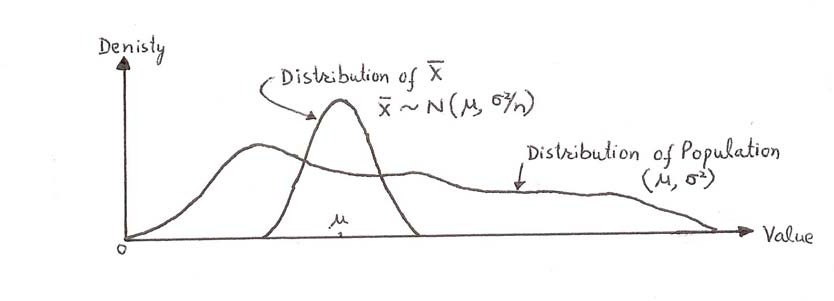 Denisty
Distribution of X̄
X̄ ~ N(μ, σ²/n)
Distribution of Population
(μ, σ²)
μ
0
Value